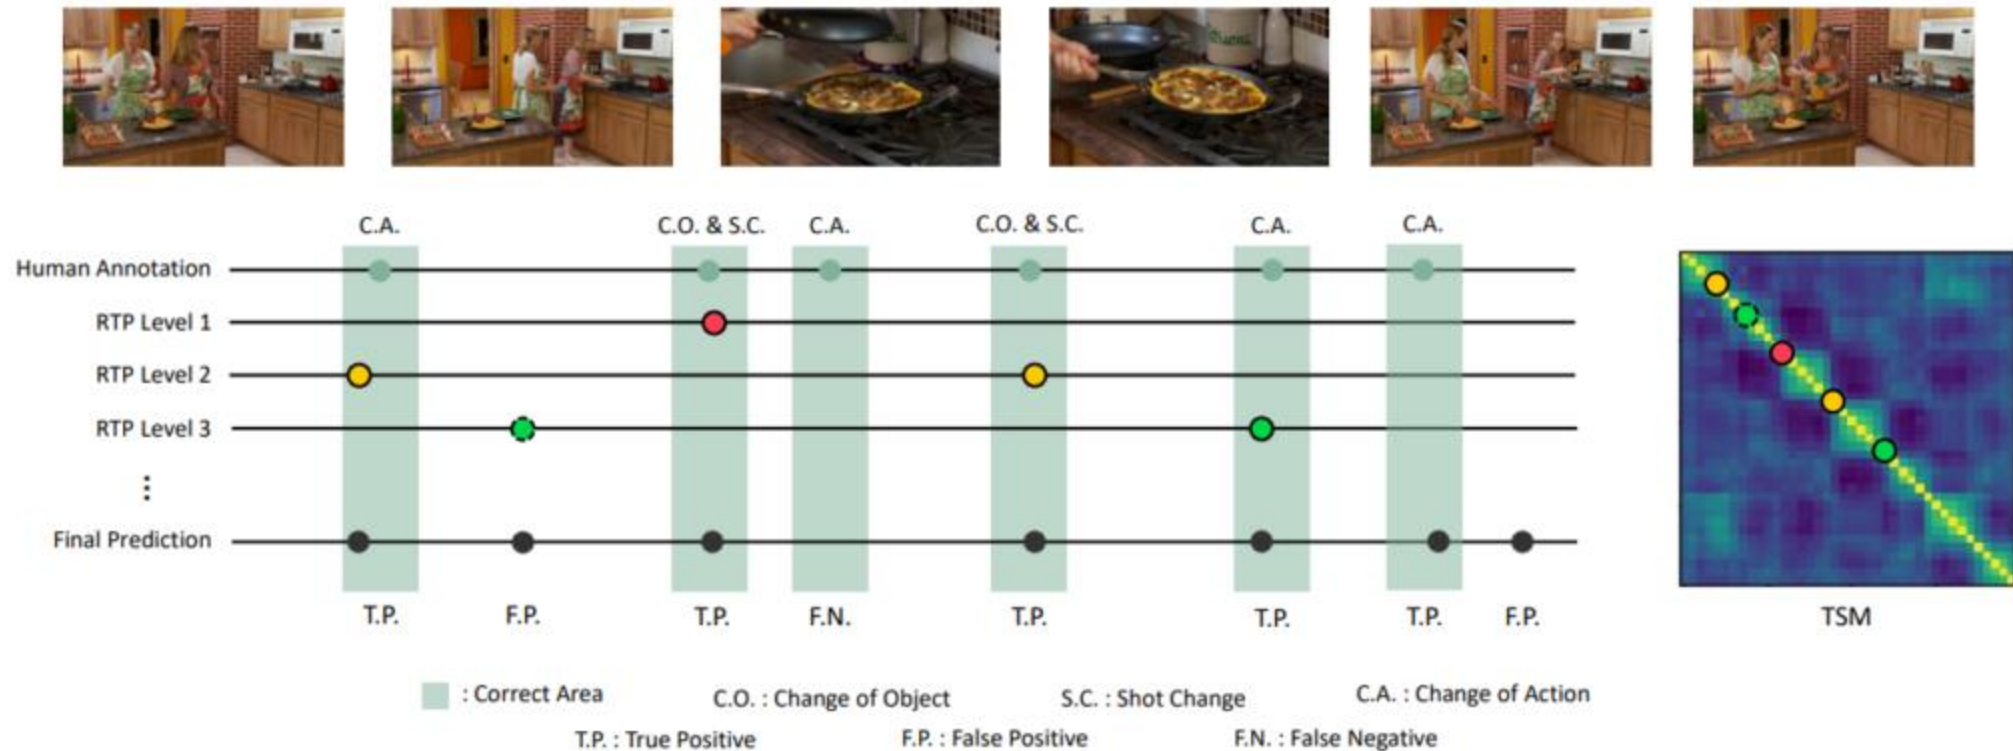 C.A. C.O. & S.C. C.A. C.O. & S.C. C.A. C.A.
Human Annotation
RTP Level 1
RTP Level 2
RTP Level 3
⋮
Final Prediction
T.P. F.P. T.P. F.N. T.P. T.P. T.P. F.P. TSM
: Correct Area C.O. : Change of Object S.C. : Shot Change C.A. : Change of Action
T.P. : True Positive F.P. : False Positive F.N. : False Negative